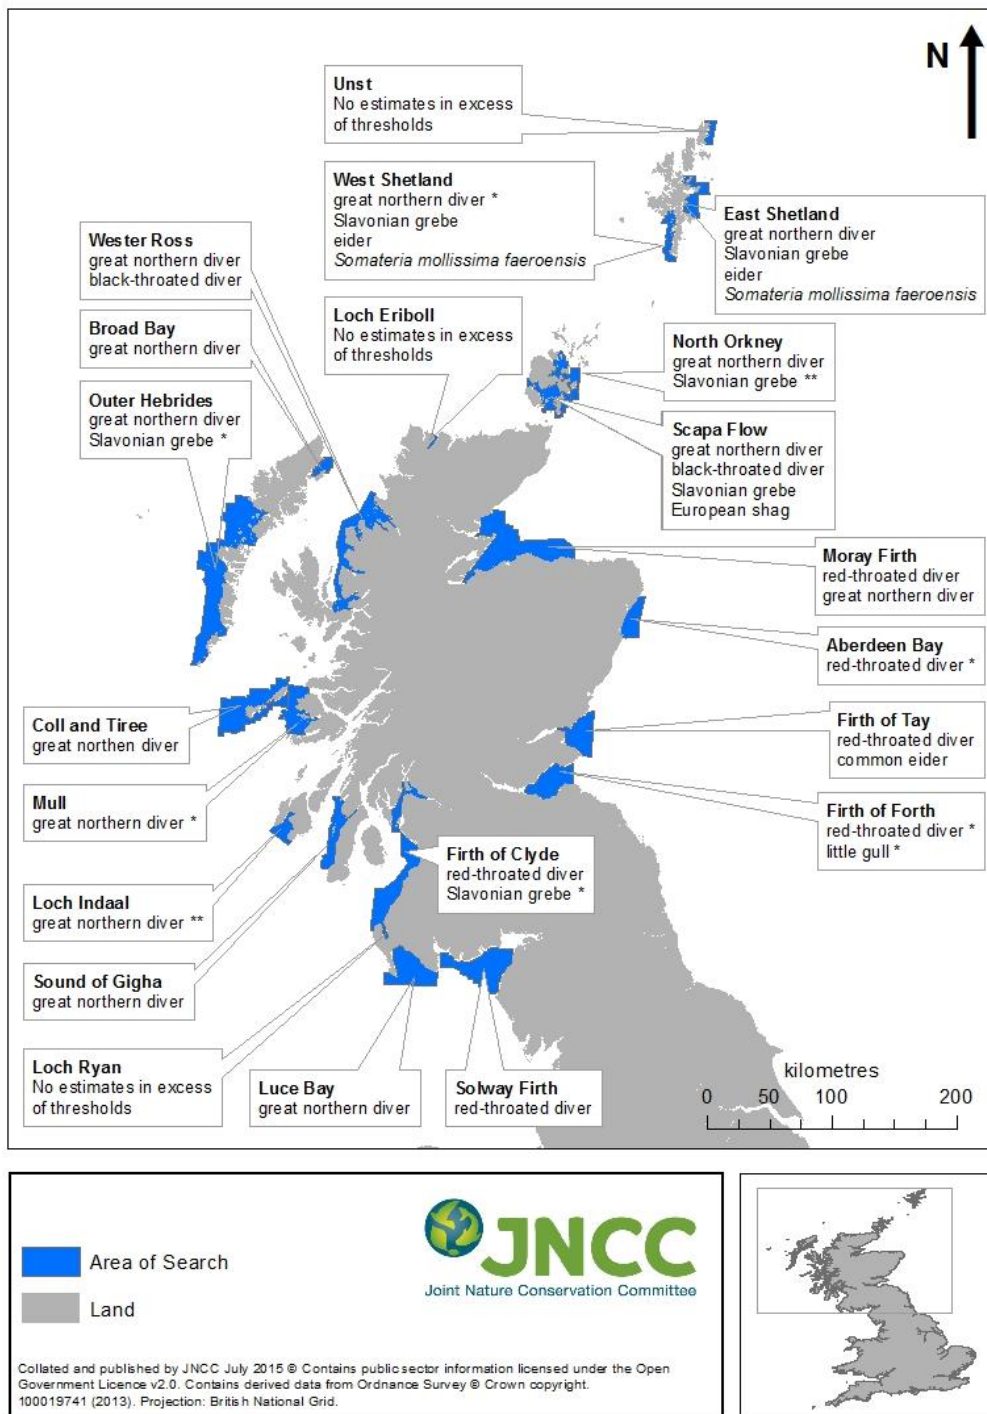 N
Unst
No estimates in excess
of thresholds
West Shetland
great northern diver *
Slavonian grebe
eider
Somateria mollissima faeroensis
East Shetland
great northern diver
Slavonian grebe
eider
Somateria mollissima faeroensis
Wester Ross
great northern diver
black-throated diver
Broad Bay
great northern diver
Outer Hebrides
great northern diver
Slavonian grebe *
Loch Eriboll
No estimates in excess
of thresholds
North Orkney
great northern diver
Slavonian grebe **
Scapa Flow
great northern diver
black-throated diver
Slavonian grebe
European shag
Moray Firth
red-throated diver
great northern diver
Aberdeen Bay
red-throated diver *
Coll and Tiree
great northen diver
Firth of Tay
red-throated diver
common eider
Mull
great northern diver *
Firth of Forth
red-throated diver *
little gull *
Firth of Clyde
red-throated diver
Slavonian grebe *
Loch Indaal
great northern diver **
Sound of Gigha
great northern diver
Loch Ryan
No estimates in excess
of thresholds
Luce Bay
great northern diver
Solway Firth
red-throated diver
kilometres
0 50 100 200
Area of Search
Land
JNCC
Joint Nature Conservation Committee
Collated and published by JNCC July 2015 © Contains public sector information licensed under the Open
Government Licence v2.0. Contains derived data from Ordnance Survey © Crown copyright.
100019741 (2013). Projection: British National Grid.